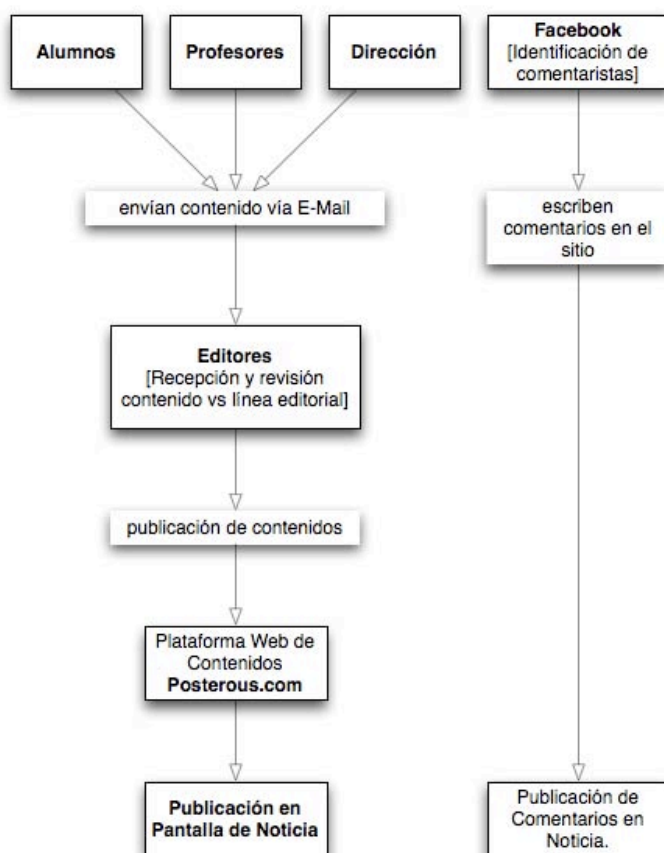 Alumnos
Profesores
Dirección
Facebook
[Identificación de
comentaristas]
envían contenido vía E-Mail
escriben
comentarios en el
sitio
Editores
[Recepción y revisión
contenido vs línea editorial]
publicación de contenidos
Plataforma Web de
Contenidos
Posterous.com
Publicación en
Pantalla de Noticia
Publicación de
Comentarios en
Noticia.